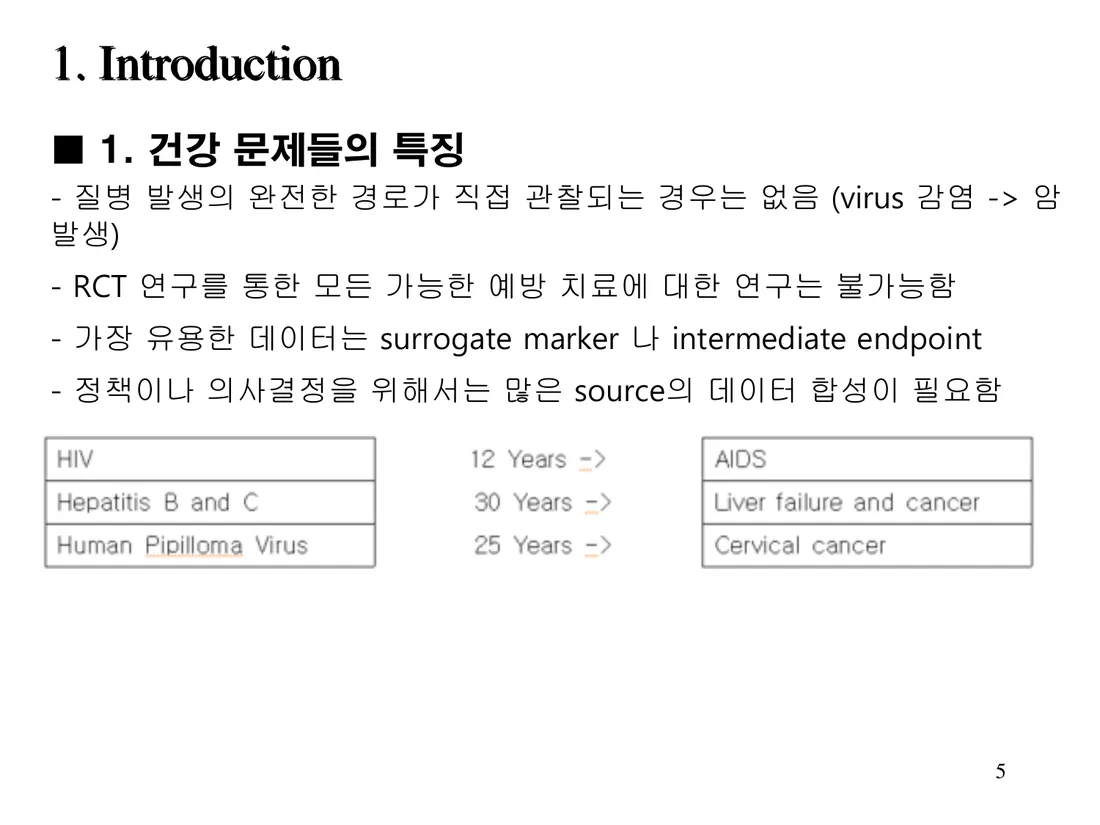 1. Introduction
■ 1. 건강 문제들의 특징
- 질병 발생의 완전한 경로가 직접 관찰되는 경우는 없음 (virus 감염 -> 암
발생)
- RCT 연구를 통한 모든 가능한 예방 치료에 대한 연구는 불가능함
- 가장 유용한 데이터는 surrogate marker 나 intermediate endpoint
- 정책이나 의사결정을 위해서는 많은 source의 데이터 합성이 필요함
HIV 12 Years -> AIDS
Hepatitis B and C 30 Years -> Liver failure and cancer
Human Pipilloma Virus 25 Years -> Cervical cancer
5